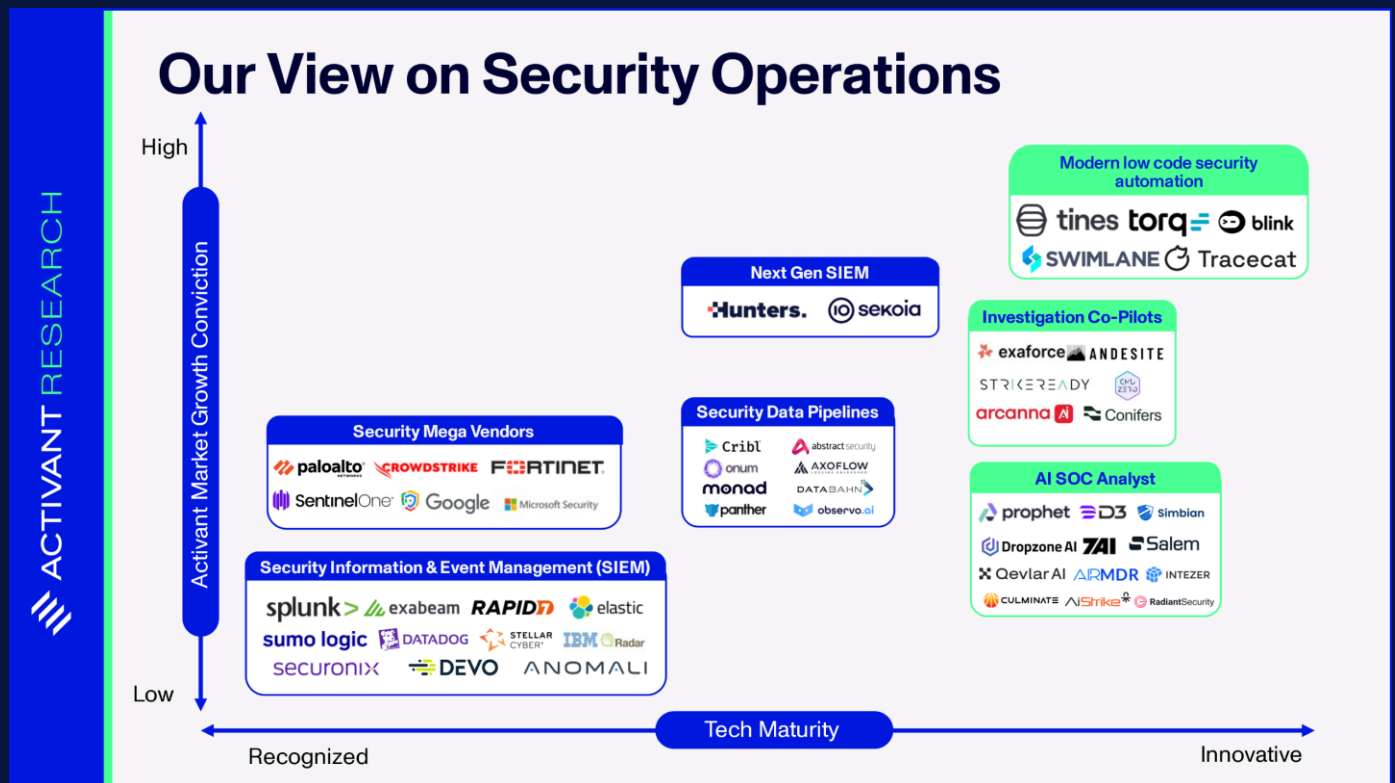 Our View on Security Operations
ACTIVANT RESEARCH
High
Activant Market Growth Conviction
Low
Modern low code security
automation
tines torq blink
SWIMLANE Tracecat
Next Gen SIEM
Hunters. IO sekoia
Investigation Co-Pilots
exaforce ANDESITE
STRIKEREADY CMD ZERO
arcanna AI Conifers
Security Mega Vendors
paloalto NETWORKS CROWDSTRIKE FORTINET
SentinelOne Google Microsoft Security
Security Data Pipelines
Cribl abstract.security
onum AXOFLOW
monad DATABAHN
panther observo.ai
AI SOC Analyst
prophet D3 Simbian
Dropzone AI 7AI Salem
Qevlar AI AIRMDR INTEZER
CULMINATE AiStrike RadiantSecurity
Security Information & Event Management (SIEM)
splunk> exabeam RAPID7 elastic
sumo logic DATADOG STELLAR CYBER IBM QRadar
securonix DEVO ANOMALI
Tech Maturity
Recognized
Innovative